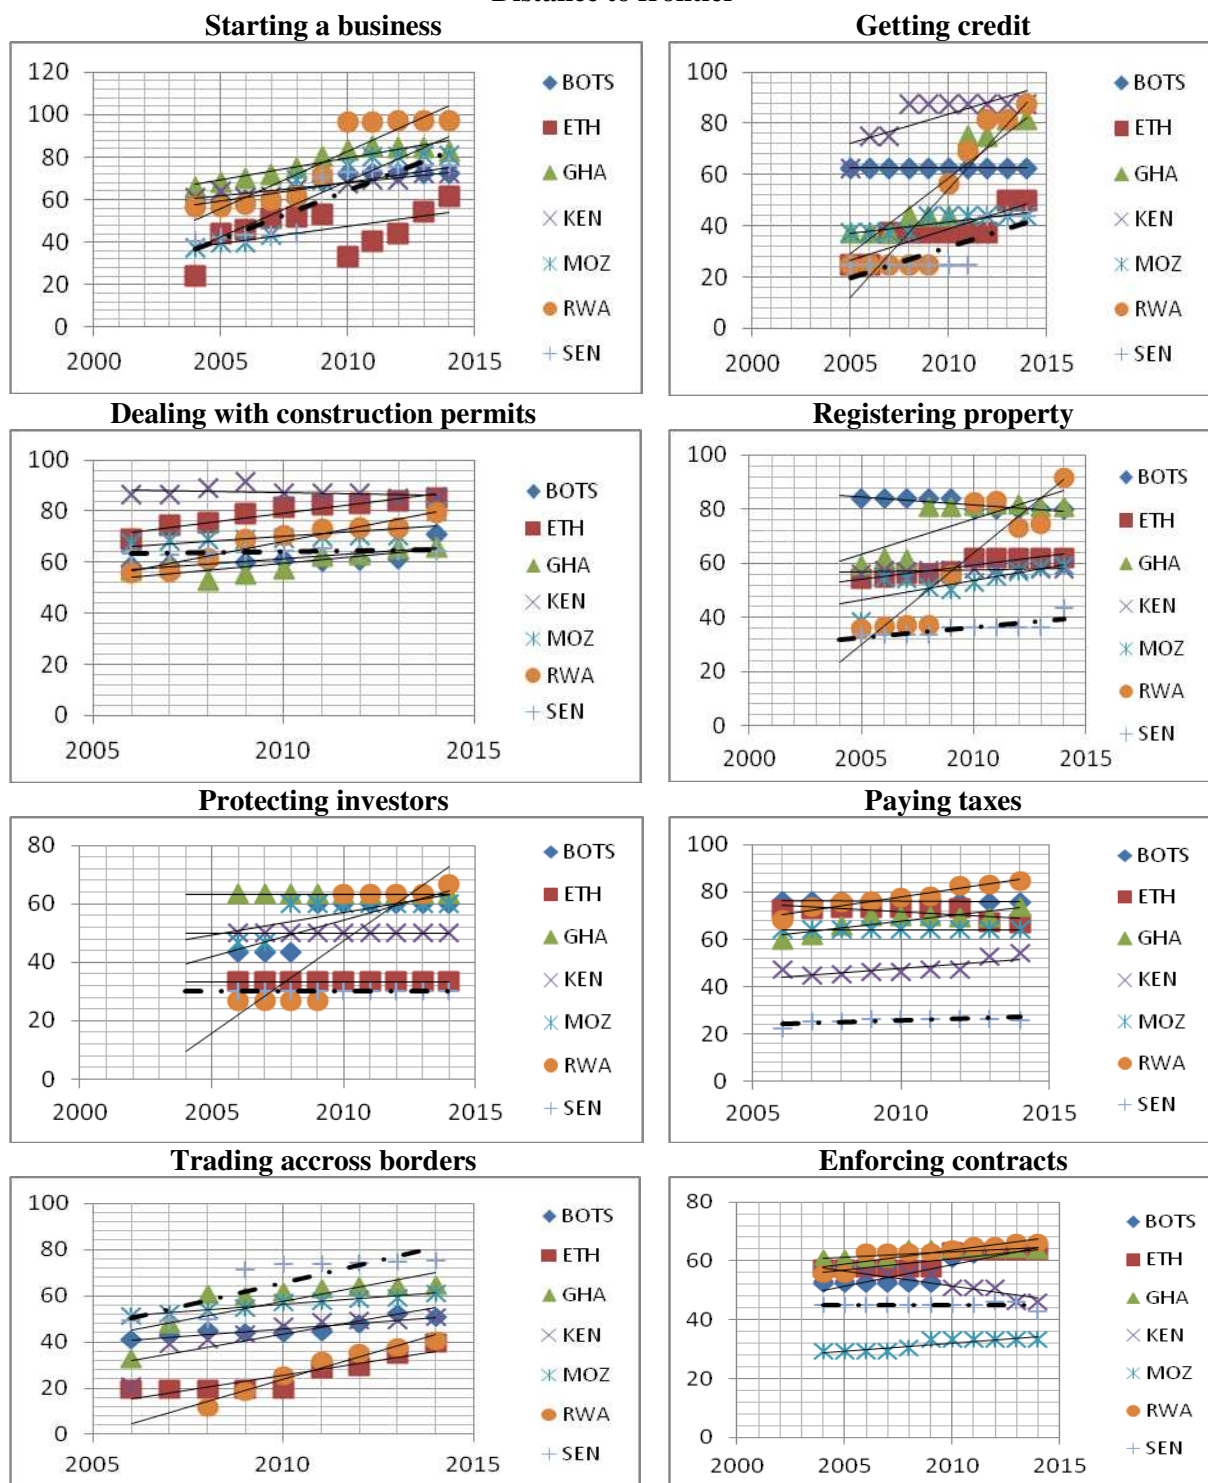 Distance to frontier
Starting a business
120
100
80
60
40
20
0
2000 2005 2010 2015
BOTS
ETH
GHA
KEN
MOZ
RWA
SEN
Getting credit
100
80
60
40
20
0
2000 2005 2010 2015
BOTS
ETH
GHA
KEN
MOZ
RWA
SEN
Dealing with construction permits
100
80
60
40
20
0
2005 2010 2015
BOTS
ETH
GHA
KEN
MOZ
RWA
SEN
Registering property
100
80
60
40
20
0
2000 2005 2010 2015
BOTS
ETH
GHA
KEN
MOZ
RWA
SEN
Protecting investors
80
60
40
20
0
2000 2005 2010 2015
BOTS
ETH
GHA
KEN
MOZ
RWA
SEN
Paying taxes
100
80
60
40
20
0
2005 2010 2015
BOTS
ETH
GHA
KEN
MOZ
RWA
SEN
Trading accross borders
100
80
60
40
20
0
2005 2010 2015
BOTS
ETH
GHA
KEN
MOZ
RWA
SEN
Enforcing contracts
80
60
40
20
0
2000 2005 2010 2015
BOTS
ETH
GHA
KEN
MOZ
RWA
SEN